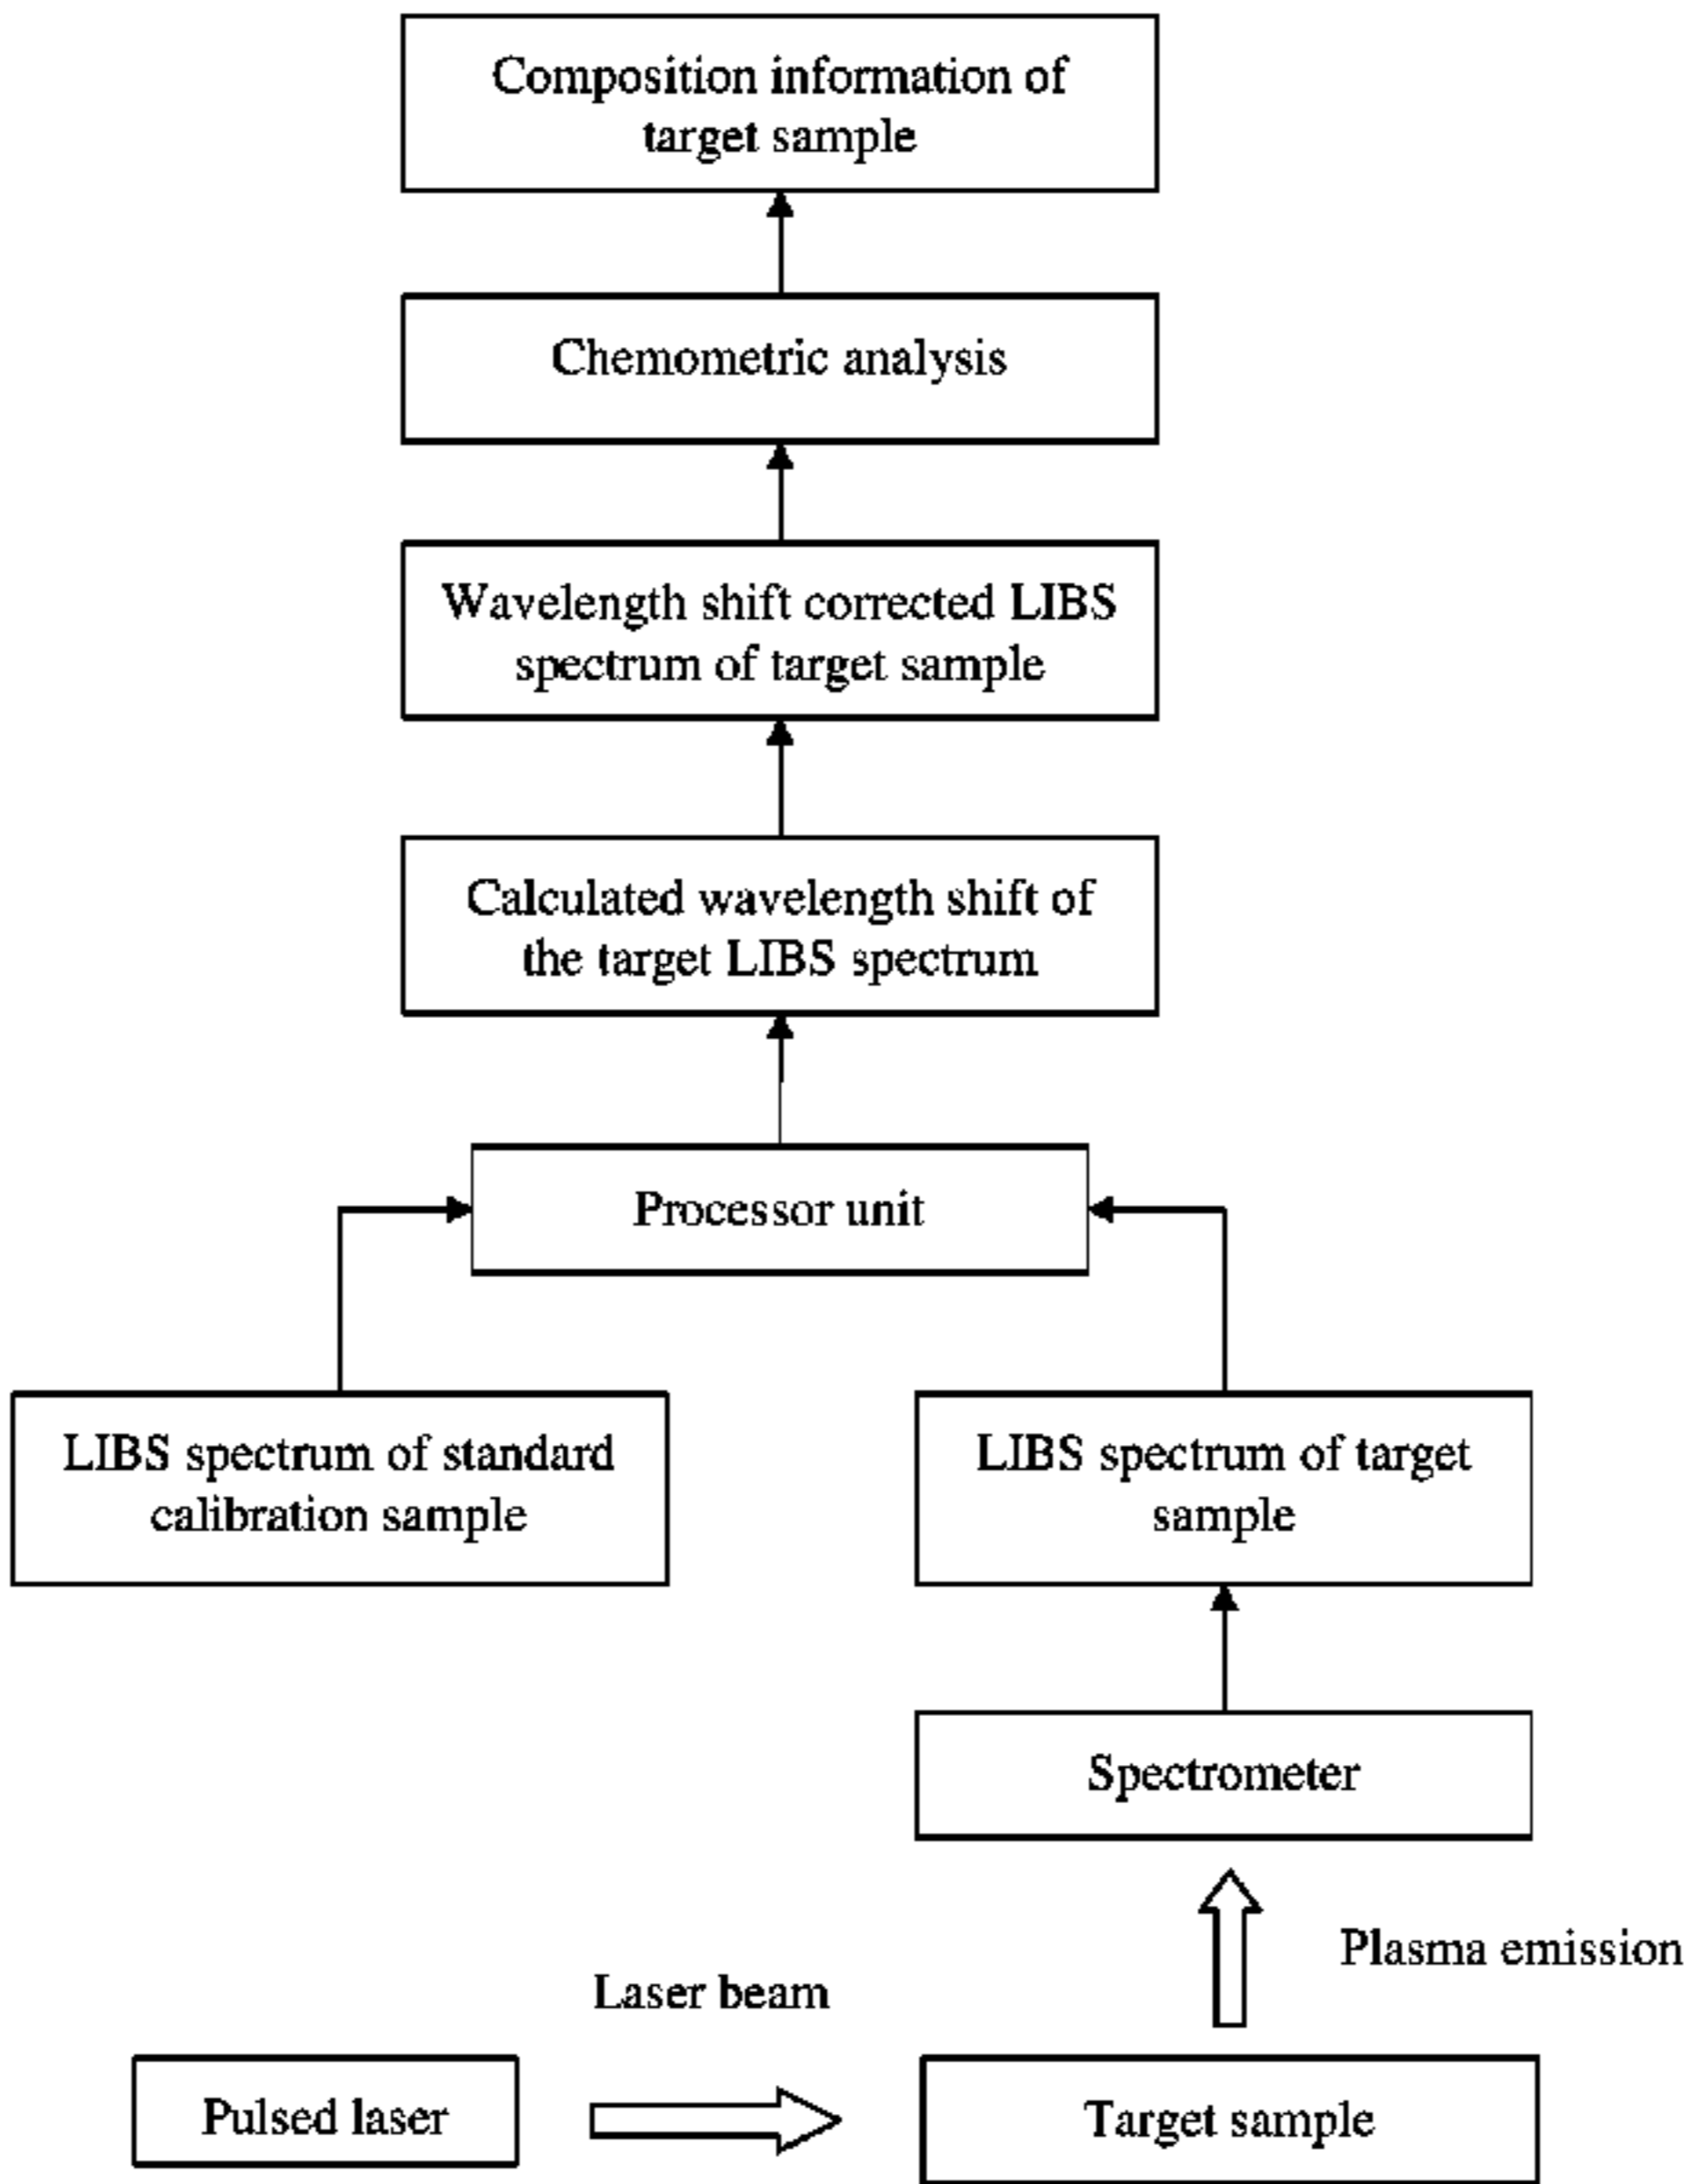 Composition information of
target sample
Chemometric analysis
Wavelength shift corrected LIBS
spectrum of target sample
Calculated wavelength shift of
the target LIBS spectrum
Processor unit
LIBS spectrum of standard
calibration sample
LIBS spectrum of target
sample
Spectrometer
Plasma emission
Laser beam
Pulsed laser
Target sample